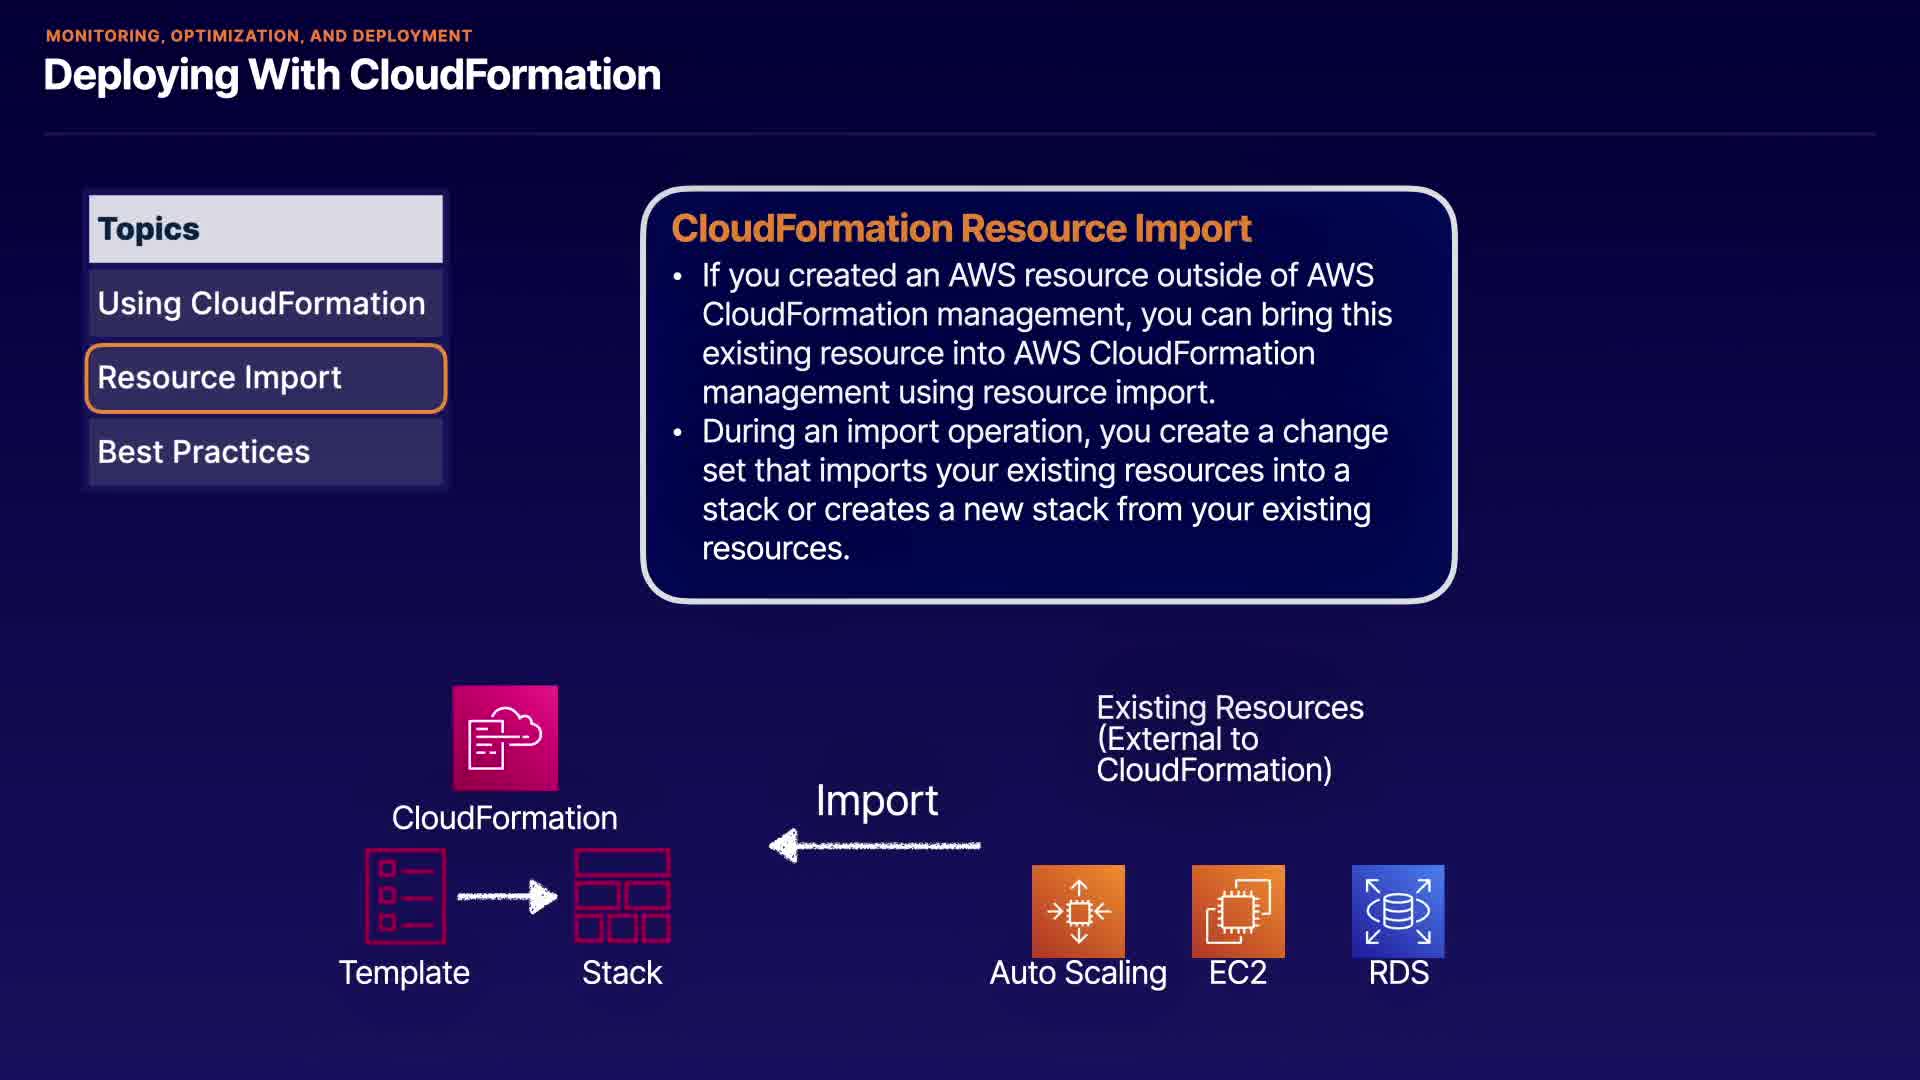 MONITORING, OPTIMIZATION, AND DEPLOYMENT
Deploying With CloudFormation
Topics
Using CloudFormation
Resource Import
Best Practices
CloudFormation Resource Import
• If you created an AWS resource outside of AWS
CloudFormation management, you can bring this
existing resource into AWS CloudFormation
management using resource import.
• During an import operation, you create a change
set that imports your existing resources into a
stack or creates a new stack from your existing
resources.
CloudFormation
Template
Stack
Import
Existing Resources
(External to
CloudFormation)
Auto Scaling
EC2
RDS